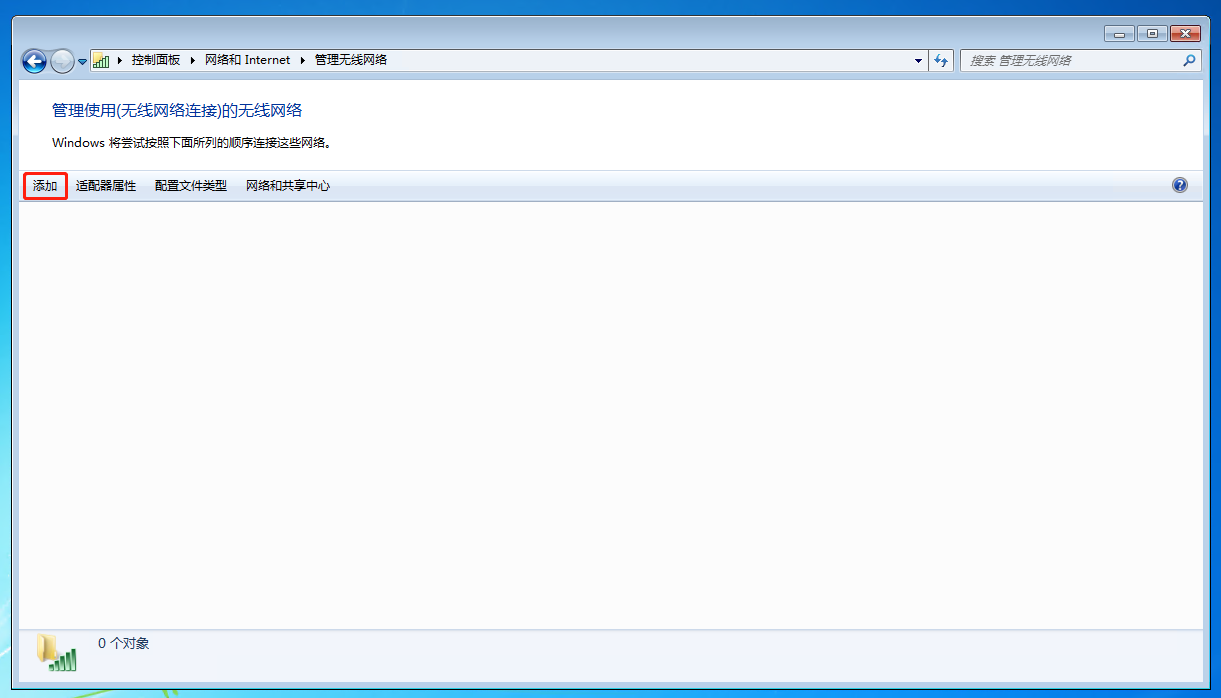 控制面板 网络和 Internet 管理无线网络
搜索 管理无线网络
管理使用(无线网络连接)的无线网络
Windows 将尝试按照下面所列的顺序连接这些网络。
添加 适配器属性 配置文件类型 网络和共享中心
0 个对象